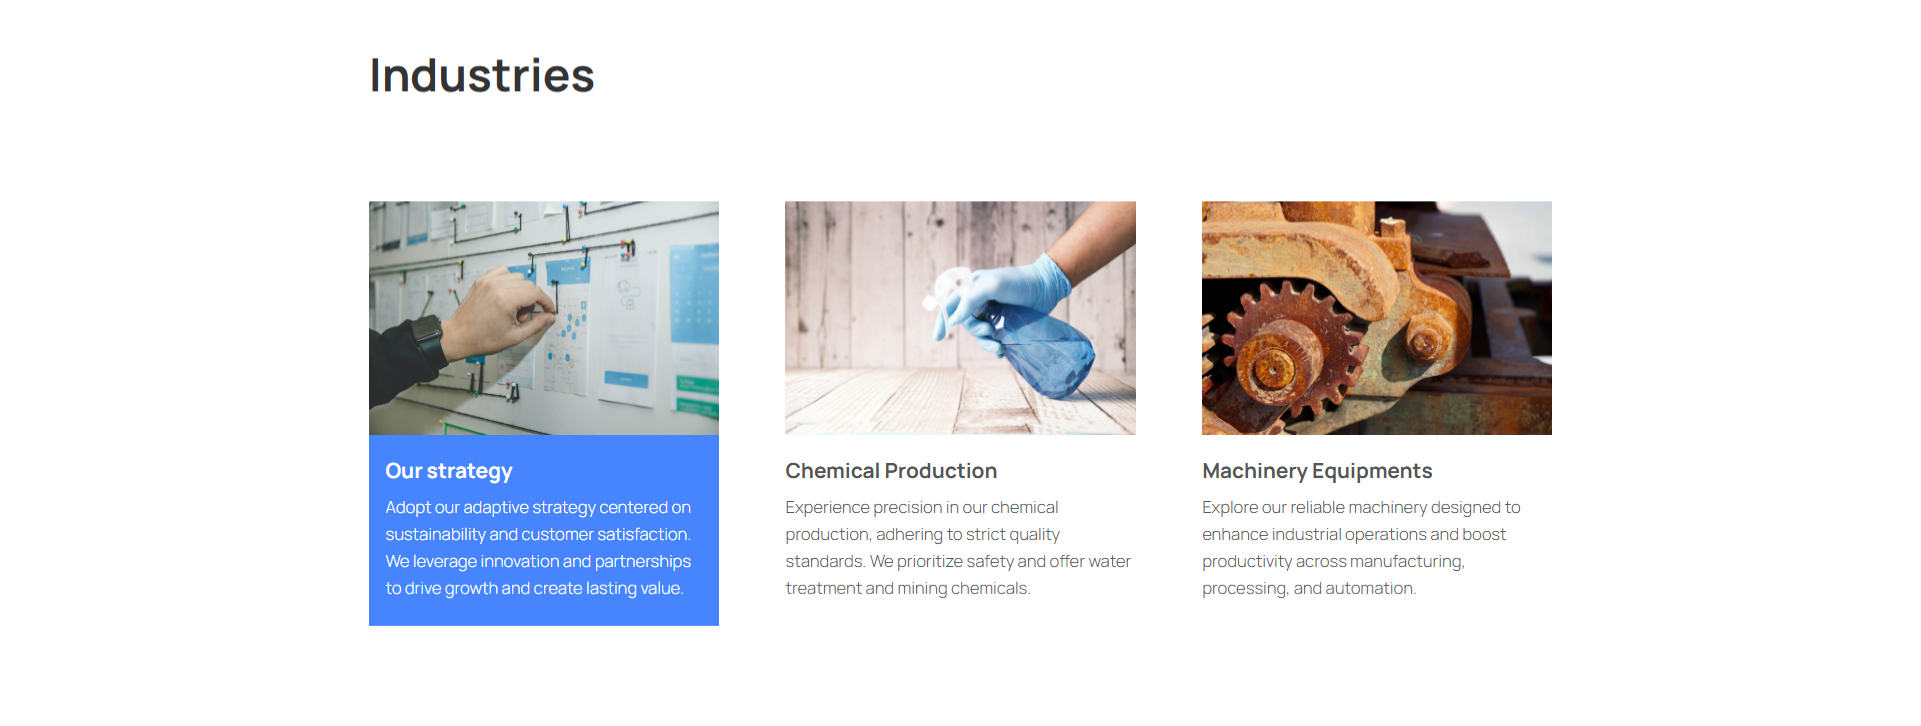 Industries
Our strategy
Adopt our adaptive strategy centered on
sustainability and customer satisfaction.
We leverage innovation and partnerships
to drive growth and create lasting value.
Chemical Production
Experience precision in our chemical
production, adhering to strict quality
standards. We prioritize safety and offer water
treatment and mining chemicals.
Machinery Equipments
Explore our reliable machinery designed to
enhance industrial operations and boost
productivity across manufacturing,
processing, and automation.